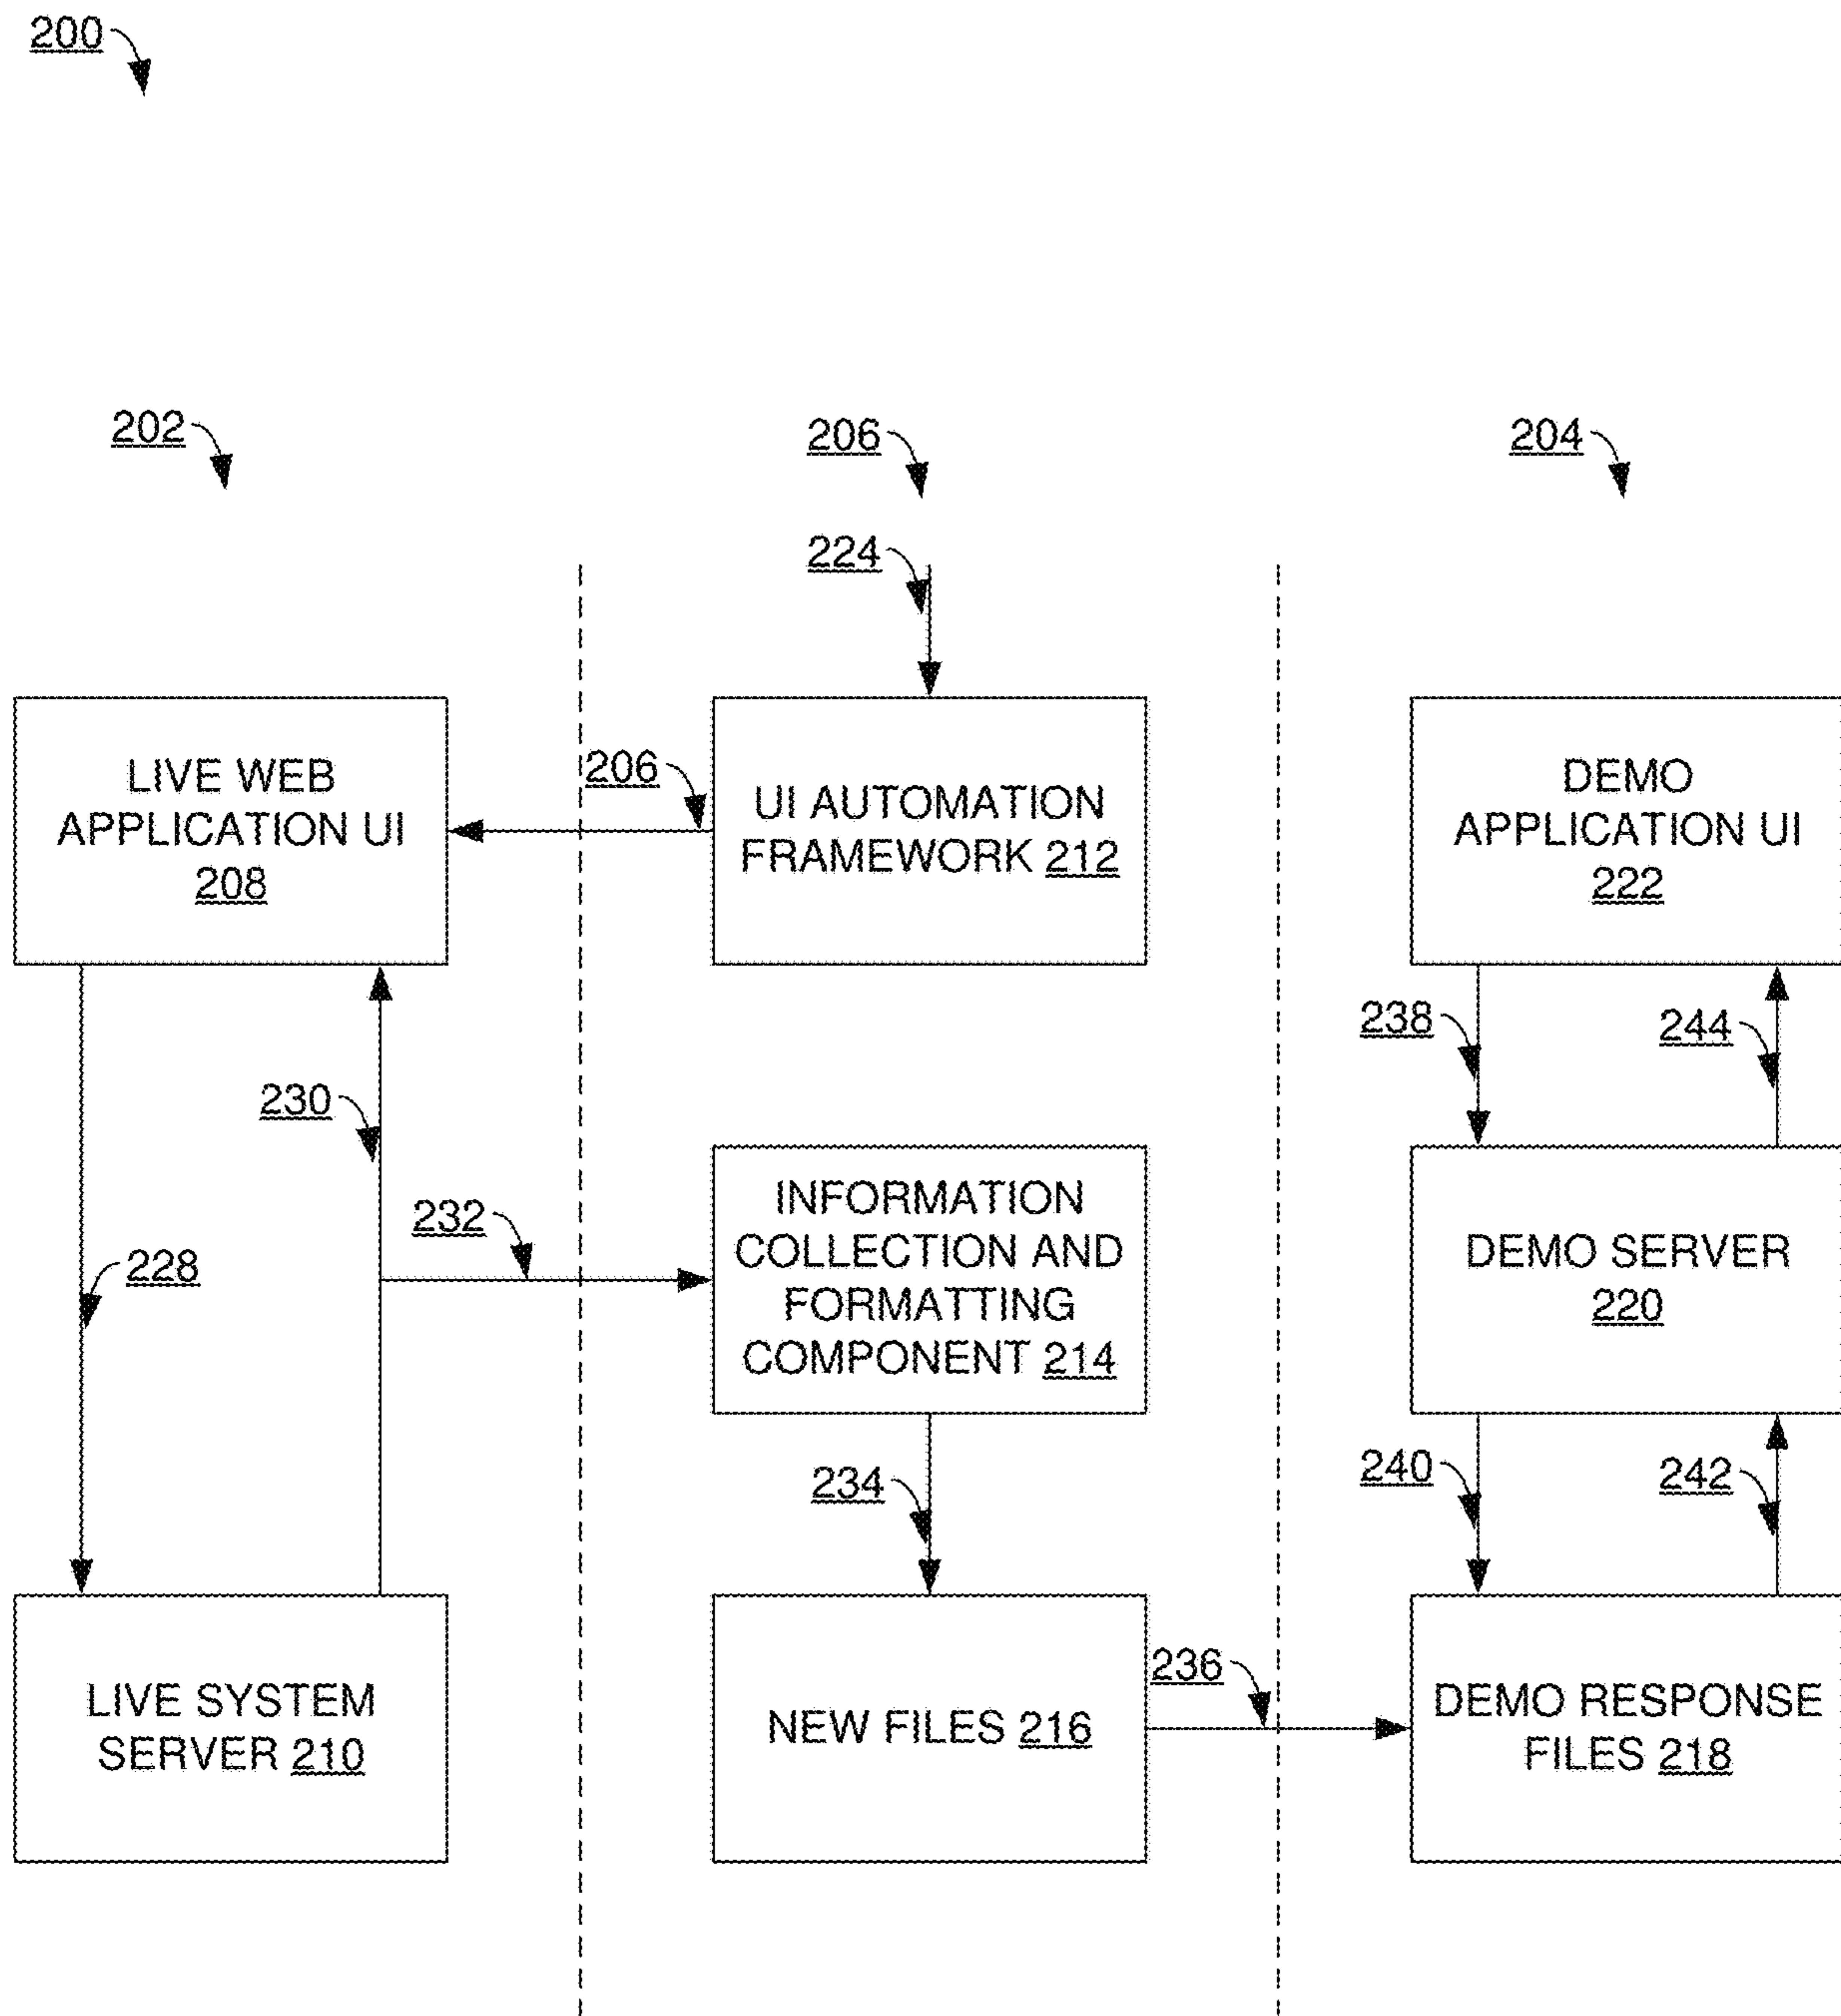 200
202
206
204
224
LIVE WEB
APPLICATION UI
208
206
UI AUTOMATION
FRAMEWORK 212
DEMO
APPLICATION UI
222
238
244
230
232
228
INFORMATION
COLLECTION AND
FORMATTING
COMPONENT 214
DEMO SERVER
220
234
240
242
LIVE SYSTEM
SERVER 210
NEW FILES 216
236
DEMO RESPONSE
FILES 218